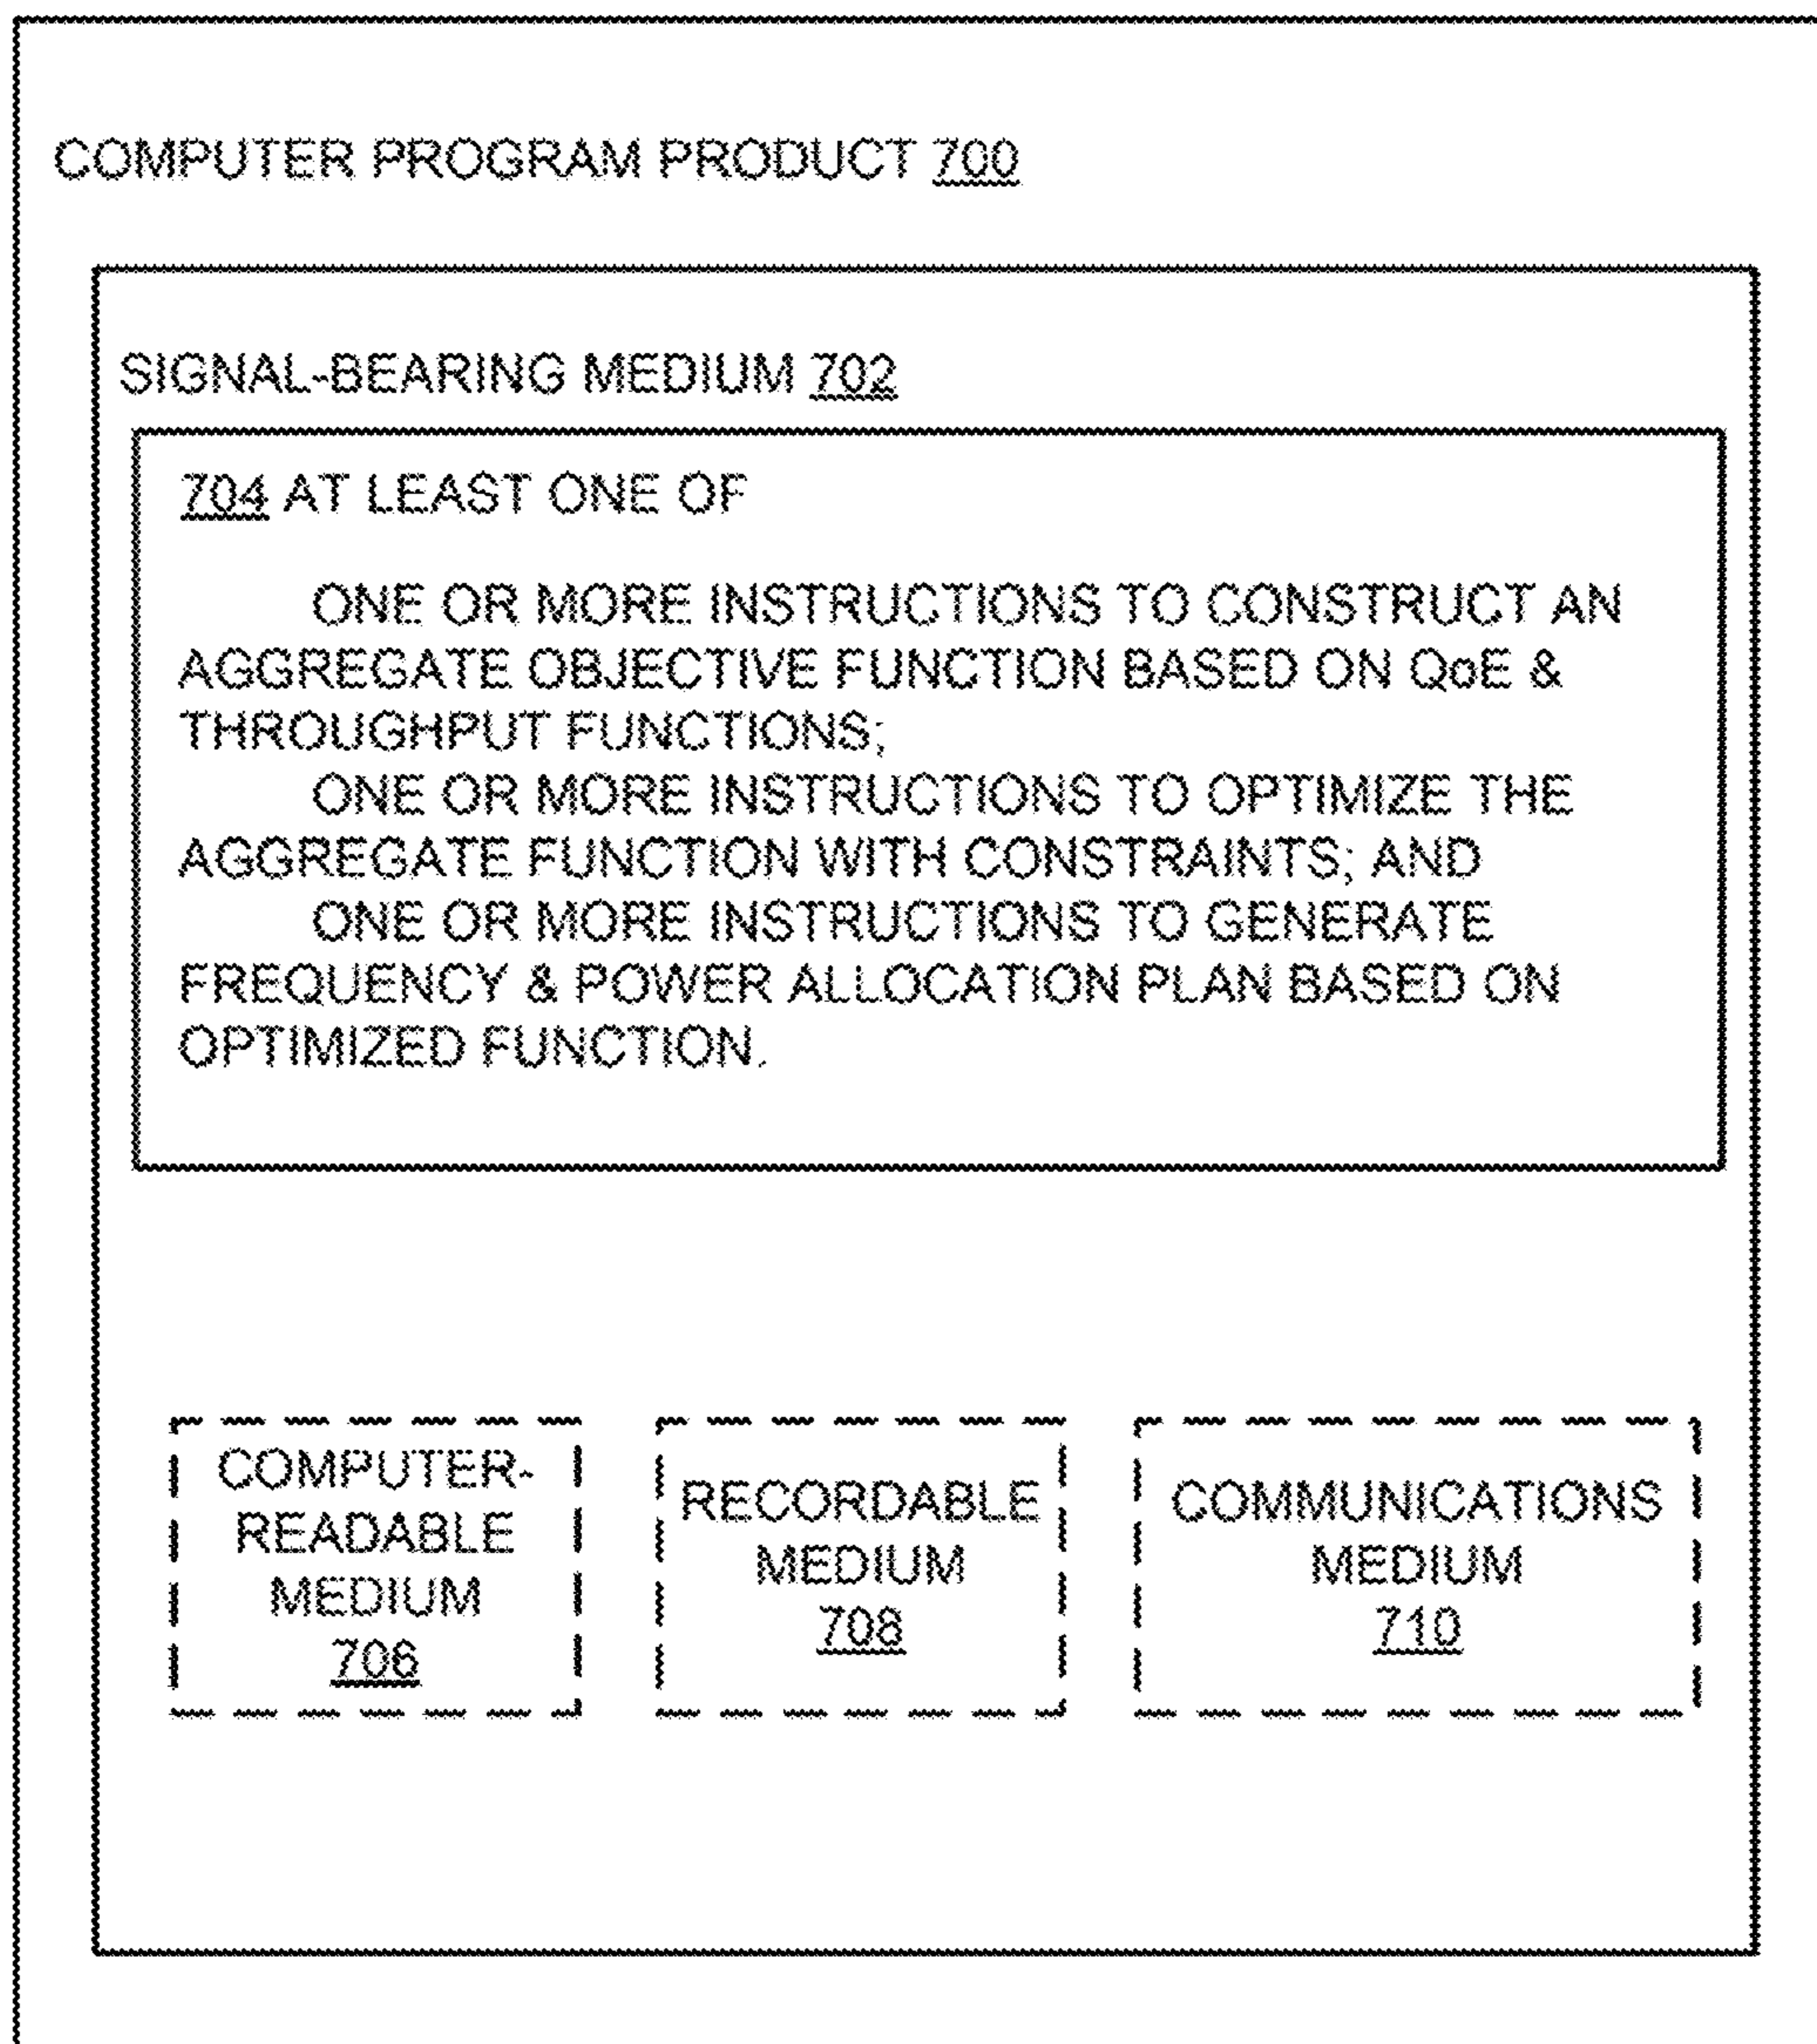 COMPUTER PROGRAM PRODUCT 700
SIGNAL-BEARING MEDIUM 702
704 AT LEAST ONE OF
ONE OR MORE INSTRUCTIONS TO CONSTRUCT AN
AGGREGATE OBJECTIVE FUNCTION BASED ON QoE &
THROUGHPUT FUNCTIONS;
ONE OR MORE INSTRUCTIONS TO OPTIMIZE THE
AGGREGATE FUNCTION WITH CONSTRAINTS; AND
ONE OR MORE INSTRUCTIONS TO GENERATE
FREQUENCY & POWER ALLOCATION PLAN BASED ON
OPTIMIZED FUNCTION.
COMPUTER-
READABLE
MEDIUM
706
RECORDABLE
MEDIUM
708
COMMUNICATIONS
MEDIUM
710